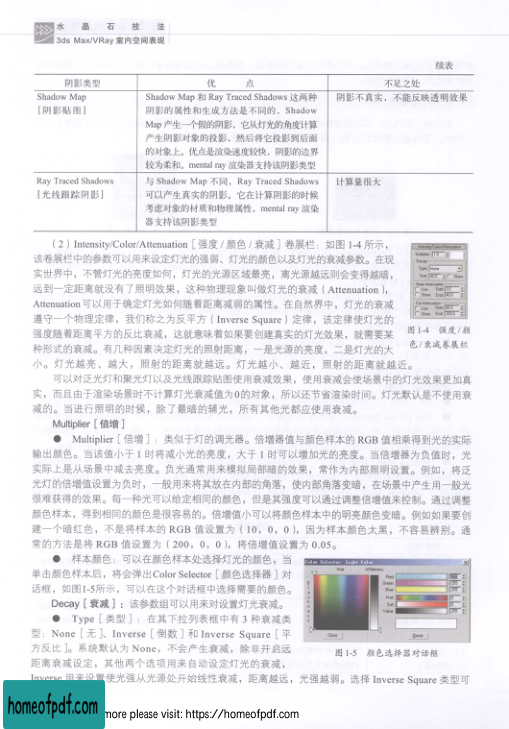 水 晶 石 技 法
3ds Max/VRay 室内空间表现
续表
阴影类型 优 点 不足之处
Shadow Map
[阴影贴图]
Shadow Map 和 Ray Traced Shadows 这两种
阴影的属性和生成方法是不同的，Shadow
Map 产生一个假的阴影，它从灯光的角度计算
产生阴影对象的投影，然后将它投影到后面
的对象上。优点是渲染速度较快，阴影的边界
较为柔和。mental ray 渲染器支持该阴影类型
阴影不真实，不能反映透明效果
Ray Traced Shadows
[光线跟踪阴影]
与 Shadow Map 不同，Ray Traced Shadows
可以产生真实的阴影。它在计算阴影的时候
考虑对象的材质和物理属性，mental ray 渲染
器支持该阴影类型
计算量很大
（2）Intensity/Color/Attenuation［强度 / 颜色 / 衰减］卷展栏：如图 1-4 所示，
该卷展栏中的参数可以用来设定灯光的强弱、灯光的颜色以及灯光的衰减参数。在现
实世界中，不管灯光的亮度如何，灯光的光源区域最亮，离光源越远则会变得越暗，
远到一定距离就没有了照明效果，这种物理现象叫做灯光的衰减（Attenuation），
Attenuation 可以用于确定灯光如何随着距离减弱的属性。在自然界中，灯光的衰减
遵守一个物理定律，我们称之为反平方（Inverse Square）定律，该定律使灯光的
强度随着距离平方的反比衰减，这就意味着如果要创建真实的灯光效果，就需要某
种形式的衰减。有几种因素决定灯光的照射距离，一是光源的亮度，二是灯光的大
小。灯光越亮、越大，照射的距离就越远。灯光越小、越近，照射的距离就越近。
图 1-4 强度 / 颜
色 / 衰减卷展栏
可以对泛光灯和聚光灯以及光线跟踪贴图使用衰减效果，使用衰减会使场景中的灯光效果更加真
实，而且由于渲染场景时不计算灯光衰减值为0的对象，所以还节省渲染时间。灯光默认是不使用衰
减的。当进行照明的时候，除了最暗的辅光，所有其他光都应使用衰减。
Multiplier［倍增］
● Multiplier［倍增］：类似于灯的调光器。倍增器值与颜色样本的 RGB 值相乘得到光的实际
输出颜色。当该值小于 1 时将减小光的亮度，大于 1 时可以增加光的亮度。当倍增器为负值时，光
实际上是从场景中减去亮度。负光通常用来模拟局部暗的效果，常作为内部照明设置。例如，将泛
光灯的倍增值设置为负时，一般用来将其放在内部的角落，使内部角落变暗，在场景中产生用一般光
很难获得的效果。每一种光可以给定相同的颜色，但是其强度可以通过调整倍增值来控制。通过调整
颜色样本，得到相同的颜色是很容易的。倍增值小可以将颜色样本中的明亮颜色变暗。例如如果要创
建一个暗红色，不是将样本的 RGB 值设置为（10，0，0），因为样本颜色太黑，不容易辨别。通
常的方法是将 RGB 值设置为（200，0，0），将倍增值设置为 0.05。
● 样本颜色：可以在颜色样本处选择灯光的颜色，当
单击颜色样本后，将会弹出Color Selector［颜色选择器］对
话框，如图1-5所示，可以在这个对话框中选择需要的颜色。
Decay［衰减］：该参数组可以用来对设置灯光衰减。
● Type［类型］：在其下拉列表框中有 3 种衰减类
型：None［无］、Inverse［倒数］和 Inverse Square［平
方反比］。系统默认为 None，不会产生衰减，除非开启远
距离衰减设定，其他两个选项用来自动设定灯光的衰减，
Color Selector: Light Color
Hue Whiteness
Close Reset
图 1-5 颜色选择器对话框
Inverse 用来设置使光强从光源处开始线性衰减，距离越远，光强越弱。选择 Inverse Square 类型可
homeofpdf.com
more please visit: https://homeofpdf.com